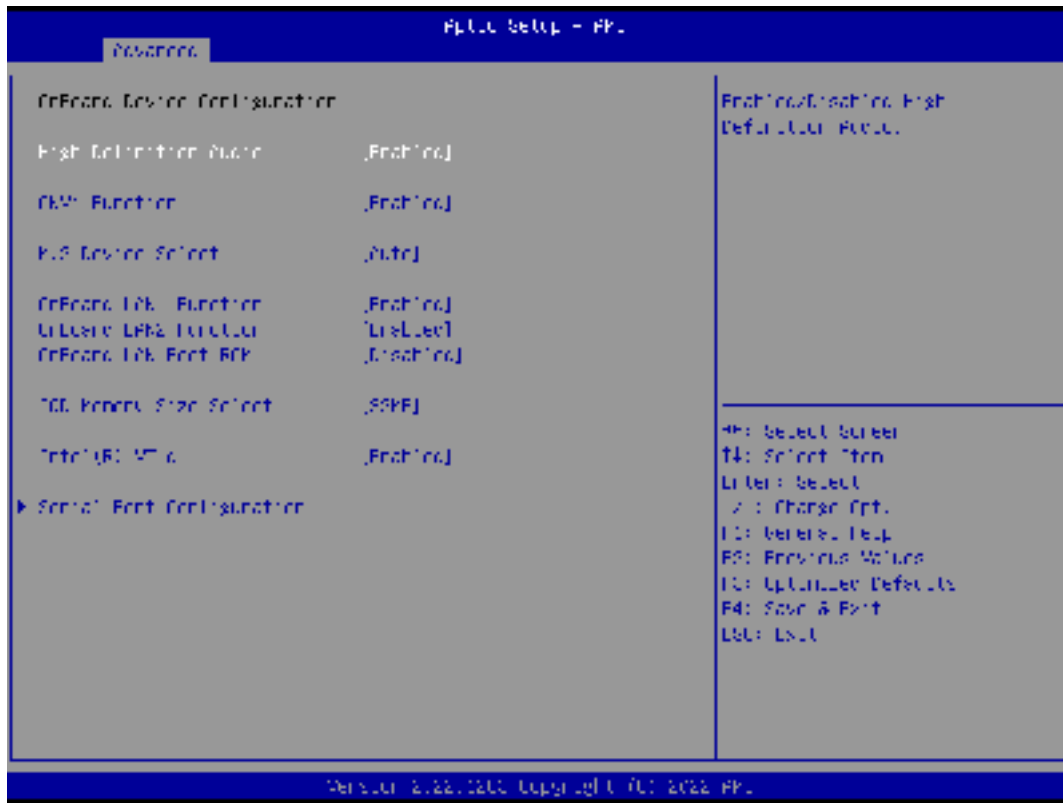 Aptio Setup - AMI
Advanced
OnBoard Device Configuration
High Definition Audio [Enabled]
Function [Enabled]
M.2 Device Select [Auto]
OnBoard LAN1 Function [Enabled]
OnBoard LAN2 Function [Enabled]
OnBoard LAN Boot ROM [Disabled]
Memory Size Select
Intel(R) VT-d [Enabled]
Serial Port Configuration
Enabled/Disabled High
Definition Audio.
Select Screen
↑↓: Select Item
Enter: Select
+/-: Change Opt.
F1: General Help
F2: Previous Values
F3: Optimized Defaults
F4: Save & Exit
ESC: Exit
Version Copyright (C) 2022 AMI